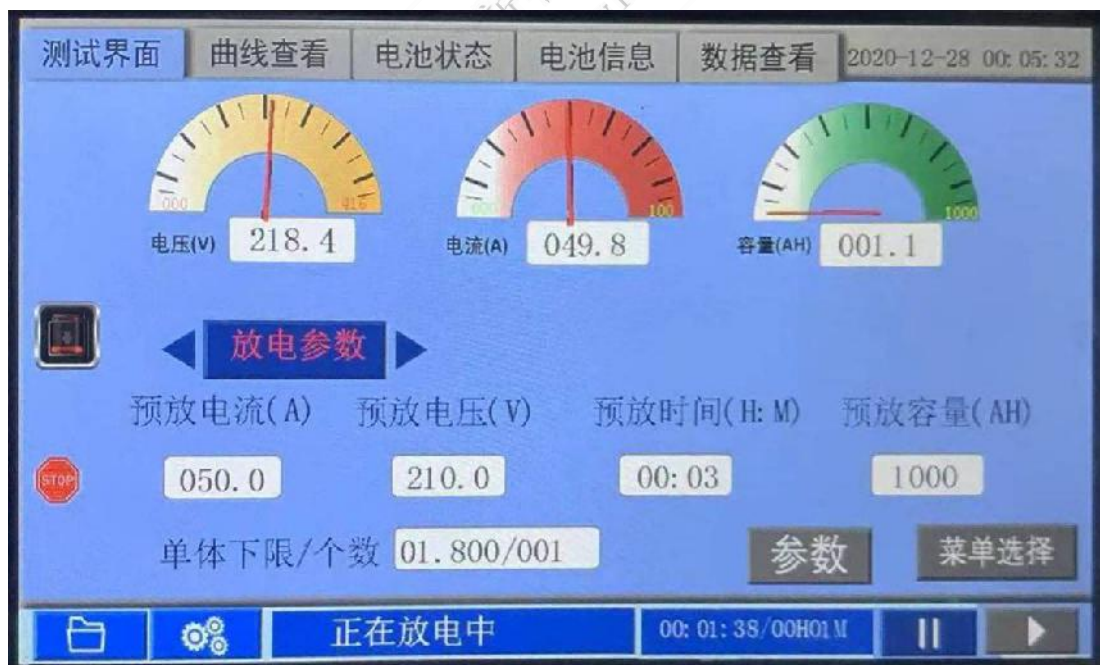 测试界面 曲线查看 电池状态 电池信息 数据查看 2020-12-28 00:05:32
000 416 000 100 1000
电压(V) 218.4 电流(A) 049.8 容量(AH) 001.1
放电参数
预放电流(A) 预放电压(V) 预放时间(H:M) 预放容量(AH)
STOP 050.0 210.0 00:03 1000
单体下限/个数 01.800/001 参数 菜单选择
正在放电中 00:01:38/00H01M